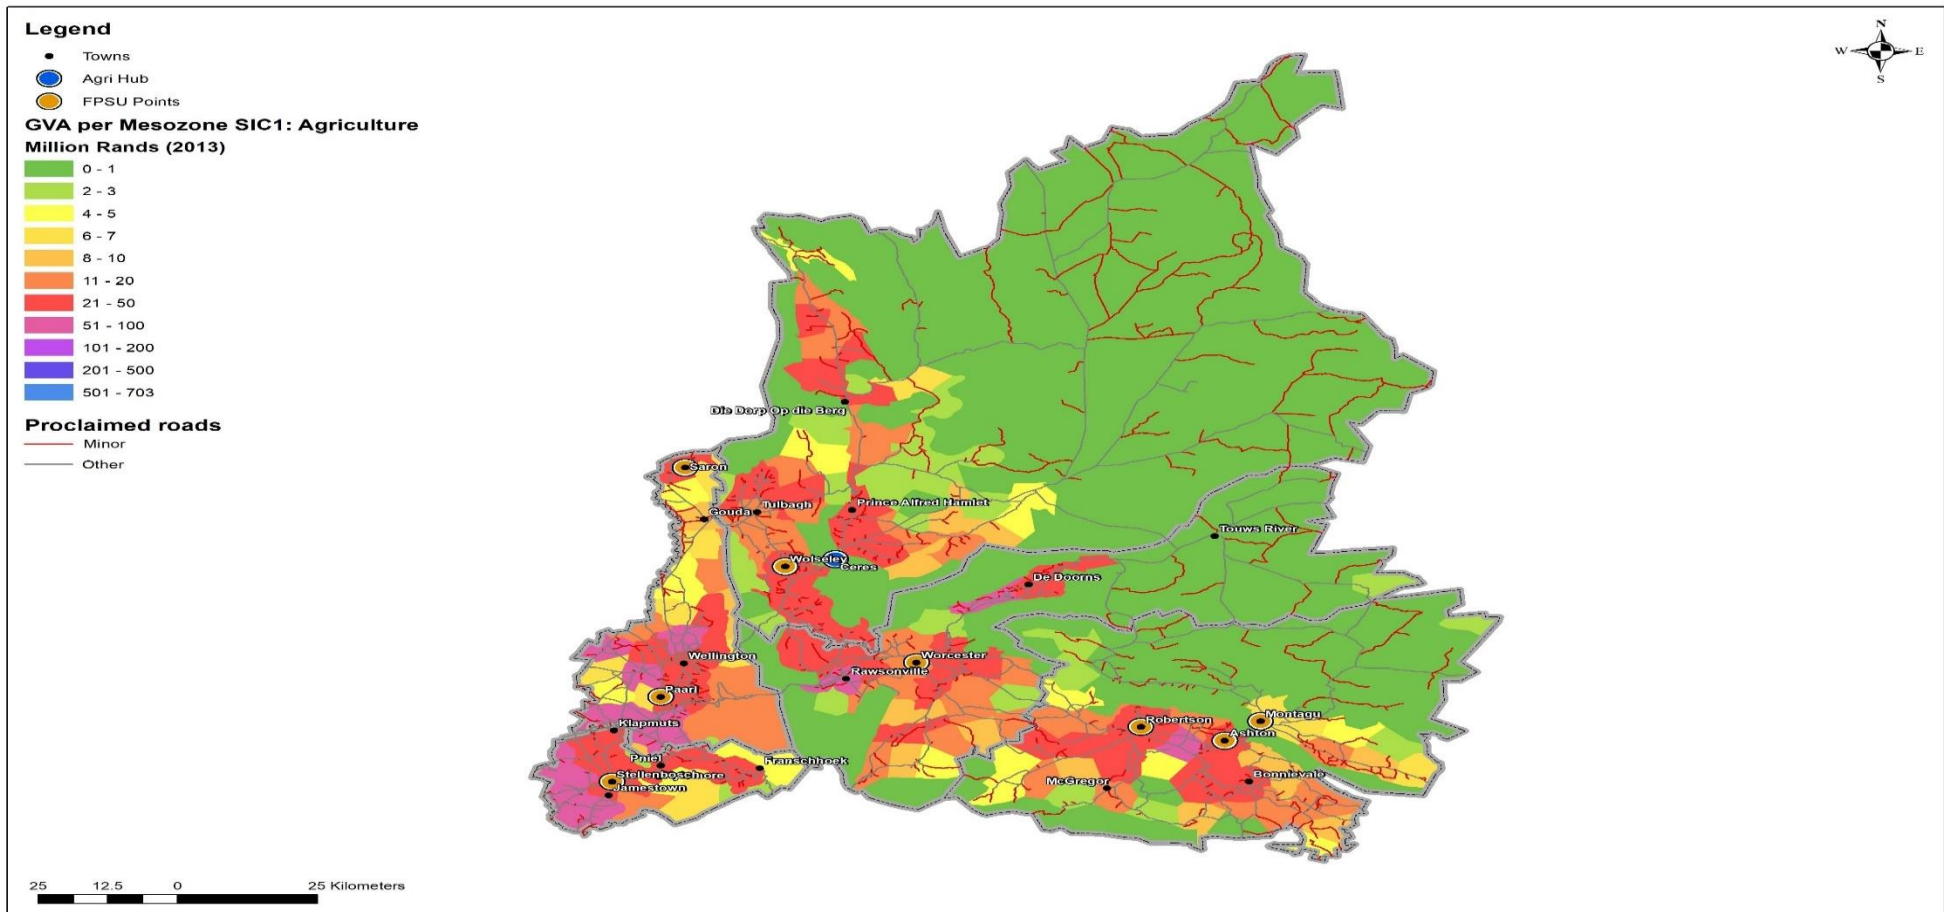 Legend
Towns
Agri Hub
FPSU Points
GVA per Mesozone SIC1: Agriculture
Million Rands (2013)
0 - 1
2 - 3
4 - 5
6 - 7
8 - 10
11 - 20
21 - 50
51 - 100
101 - 200
201 - 500
501 - 703
Proclaimed roads
Minor
Other
N
W E
S
Die Dorp Op die Berg
Saron
Gouda
Tulbagh
Prince Alfred Hamlet
Wolseley
Ceres
Touws River
De Doorns
Wellington
Worcester
Rawsonville
Paarl
Klapmuts
Robertson
Montagu
Ashton
Pniel
Franschhoek
Stellenbosch
Jamestown
McGregor
Bonnievale
25 12.5 0 25 Kilometers